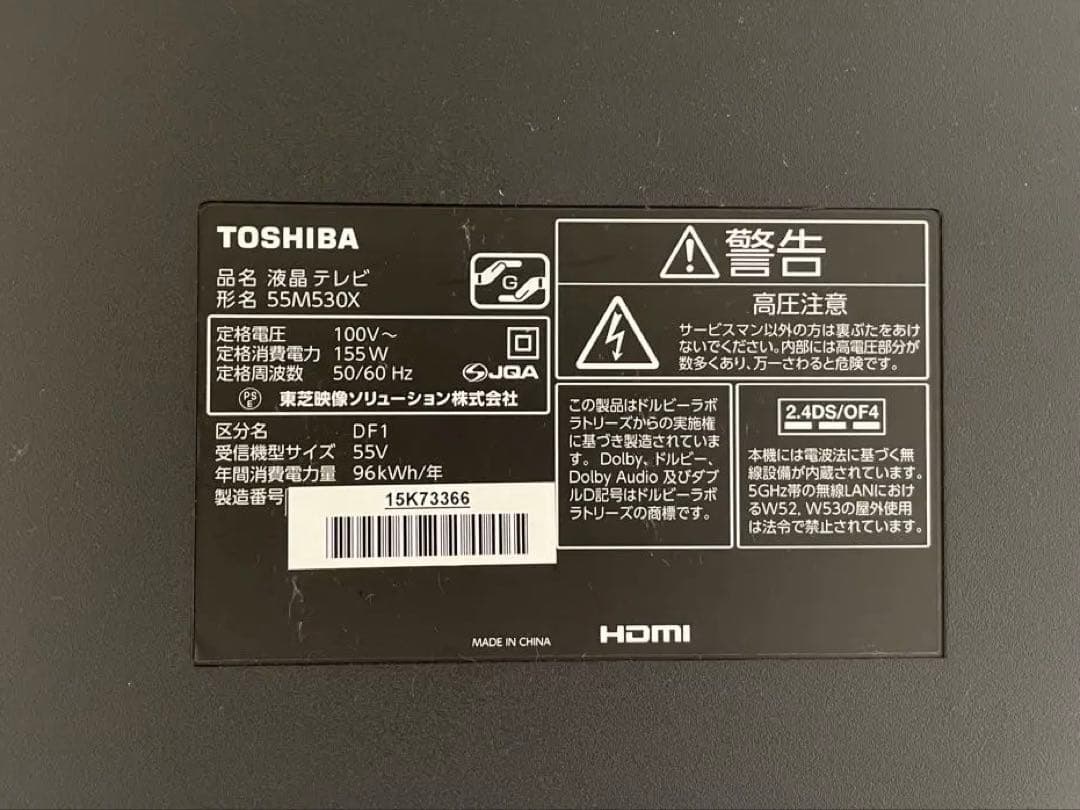 TOSHIBA
品名 液晶テレビ
形名 55M530X
G
定格電圧 100V～
定格消費電力 155W
定格周波数 50/60 Hz
JQA
PS
E
東芝映像ソリューション株式会社
区分名 DF1
受信機型サイズ 55V
年間消費電力量 96kWh/年
製造番号
15K73366
警告
高圧注意
サービスマン以外の方は裏ぶたをあけ
ないでください。内部には高電圧部分が
数多くあり、万一さわると危険です。
この製品はドルビーラボ
ラトリーズからの実施権
に基づき製造されていま
す。Dolby、ドルビー、
Dolby Audio 及びダブ
ルD記号はドルビーラボ
ラトリーズの商標です。
2.4DS/OF4
本機には電波法に基づく無
線設備が内蔵されています。
5GHz帯の無線LANにおけ
るW52, W53の屋外使用
は法令で禁止されています。
MADE IN CHINA
HDMI